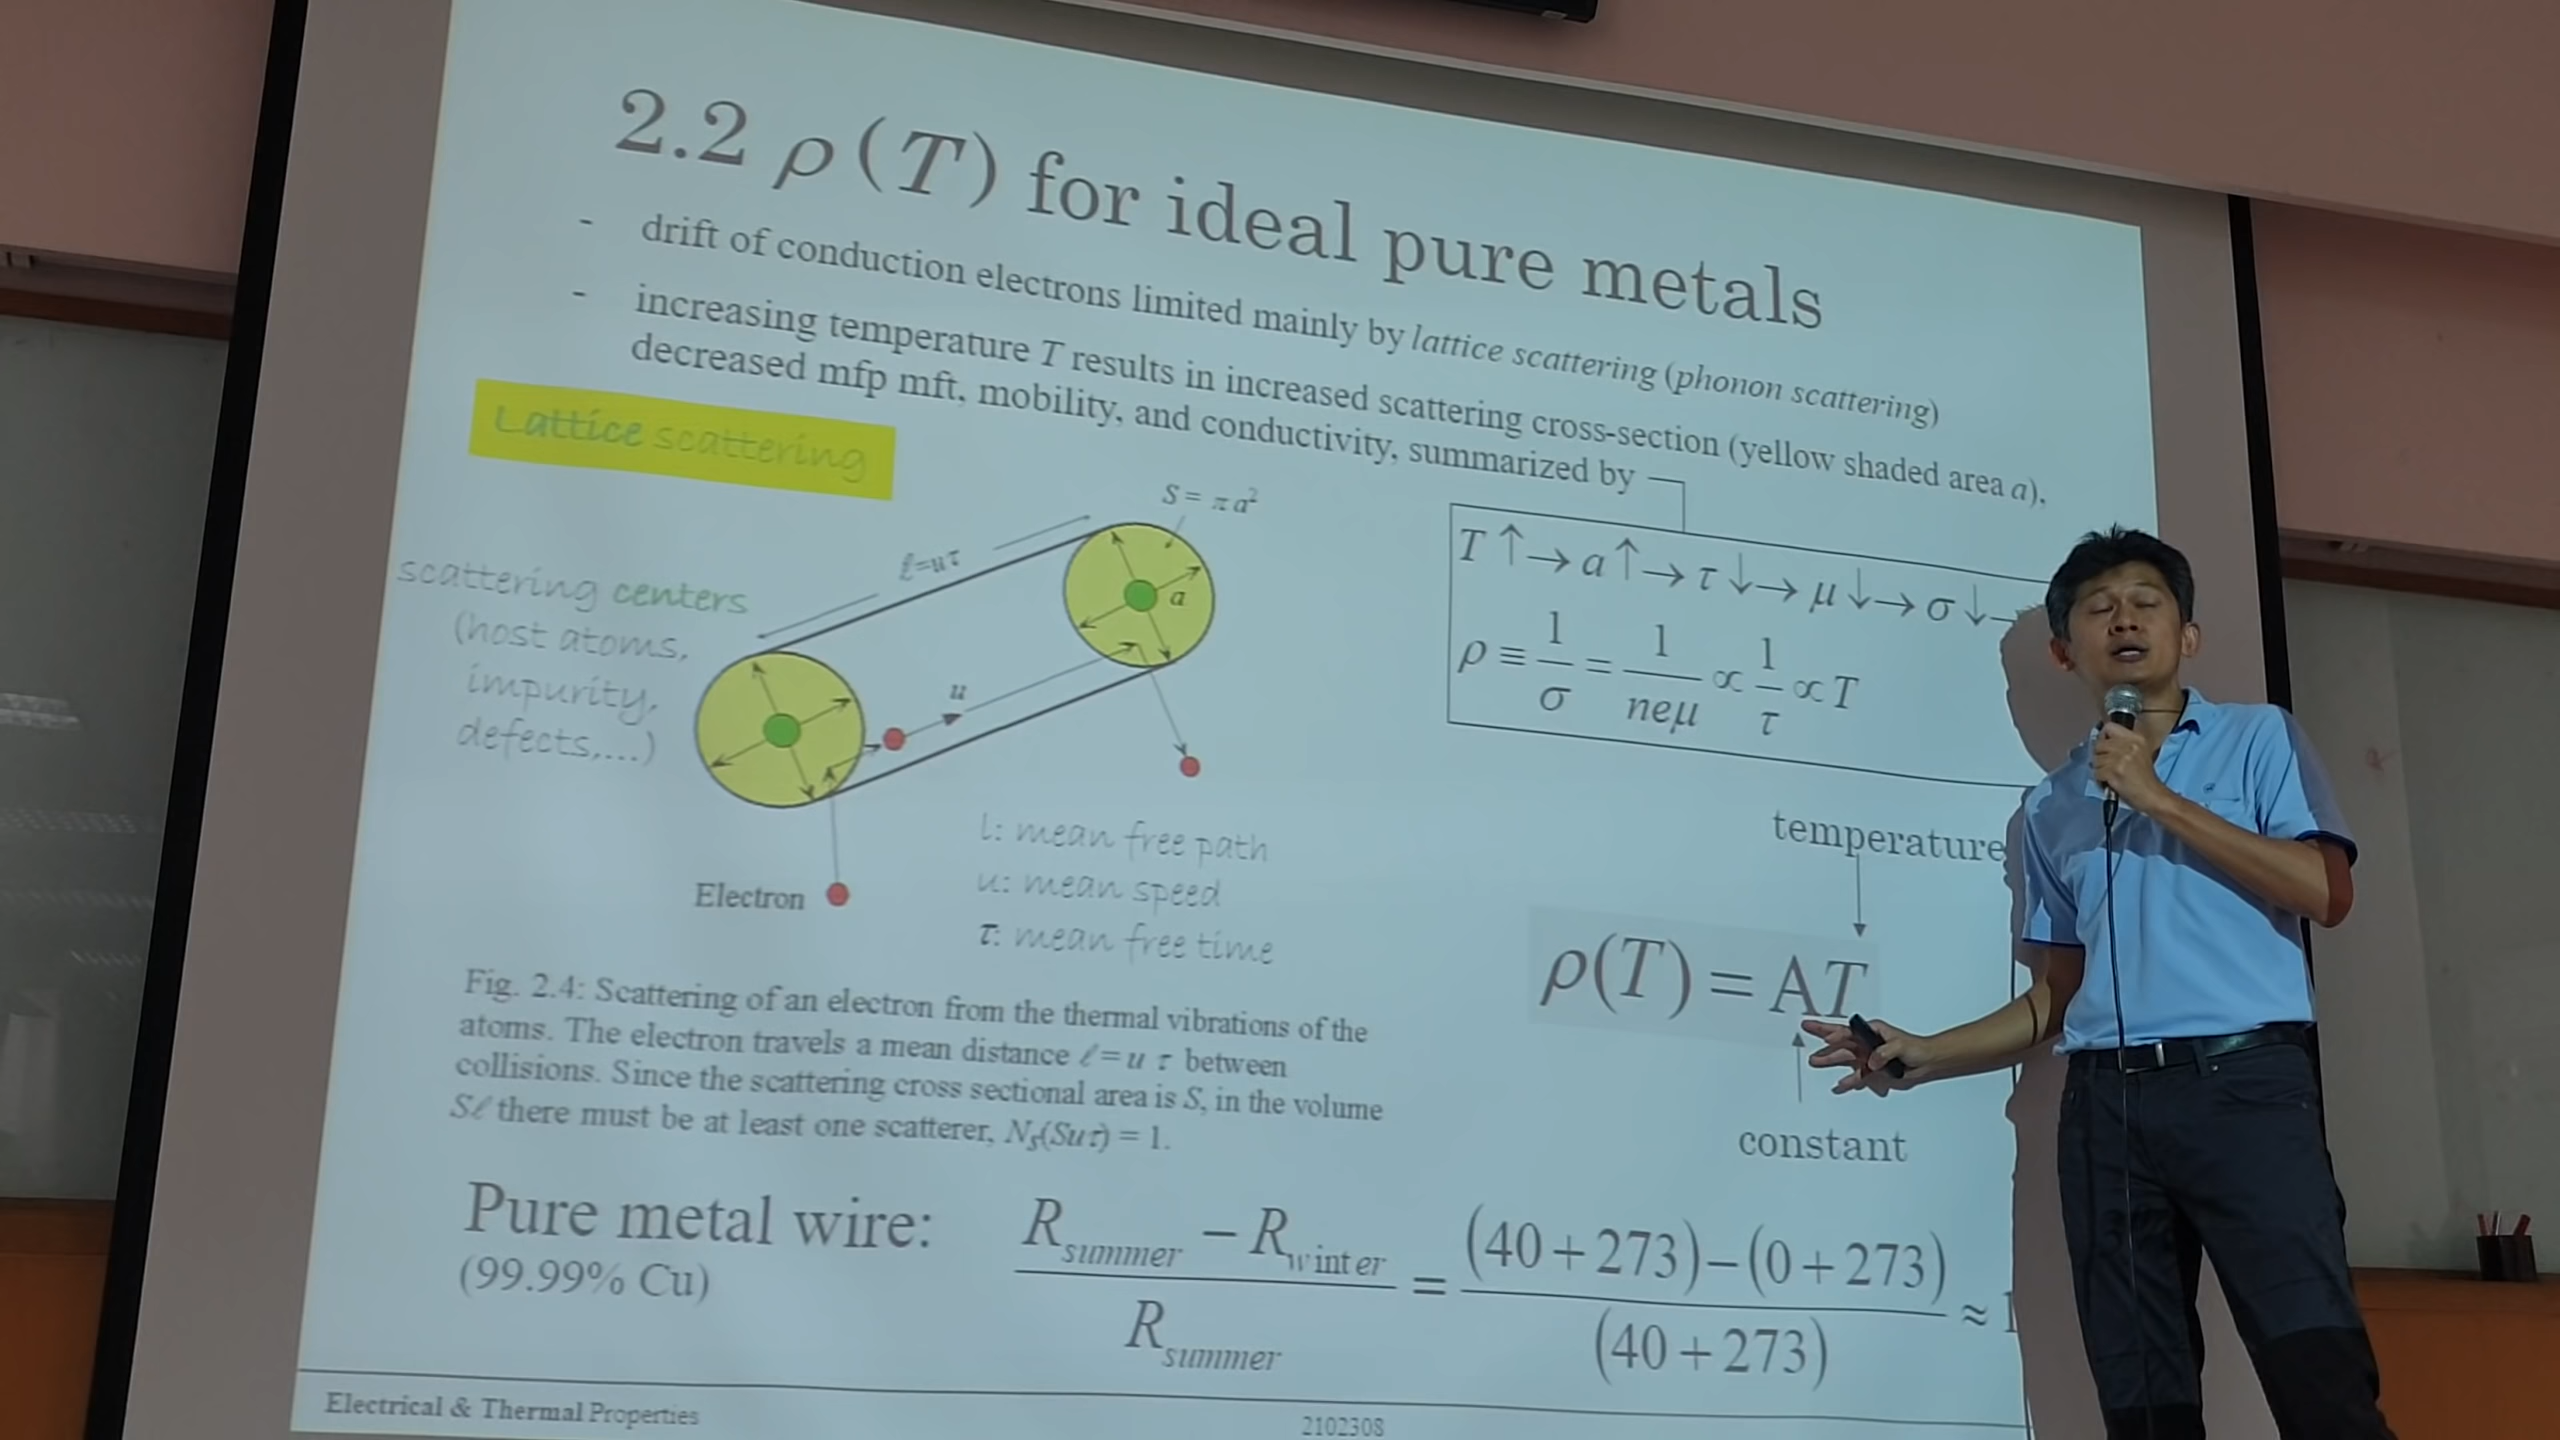 2.2 ρ(T) for ideal pure metals
- drift of conduction electrons limited mainly by lattice scattering (phonon scattering)
- increasing temperature T results in increased scattering cross-section (yellow shaded area a),
decreased mfp mft, mobility, and conductivity, summarized by
Lattice scattering
S = πa²
ℓ=uτ
a
scattering centers
(host atoms,
impurity,
defects,....)
u
Electron
l: mean free path
u: mean speed
τ: mean free time
T ↑→ a ↑→ τ ↓→ μ ↓→ σ ↓→
ρ ≡ 1/σ = 1/neμ ∝ 1/τ ∝ T
temperature
ρ(T) = AT
constant
Fig. 2.4: Scattering of an electron from the thermal vibrations of the
atoms. The electron travels a mean distance ℓ = u τ between
collisions. Since the scattering cross sectional area is S, in the volume
Sℓ there must be at least one scatterer, Ns(Suτ) = 1.
Pure metal wire:
(99.99% Cu)
(Rsummer − Rwinter)/Rsummer = ((40+273)−(0+273))/(40+273) ≈ 1
Electrical & Thermal Properties
2102308